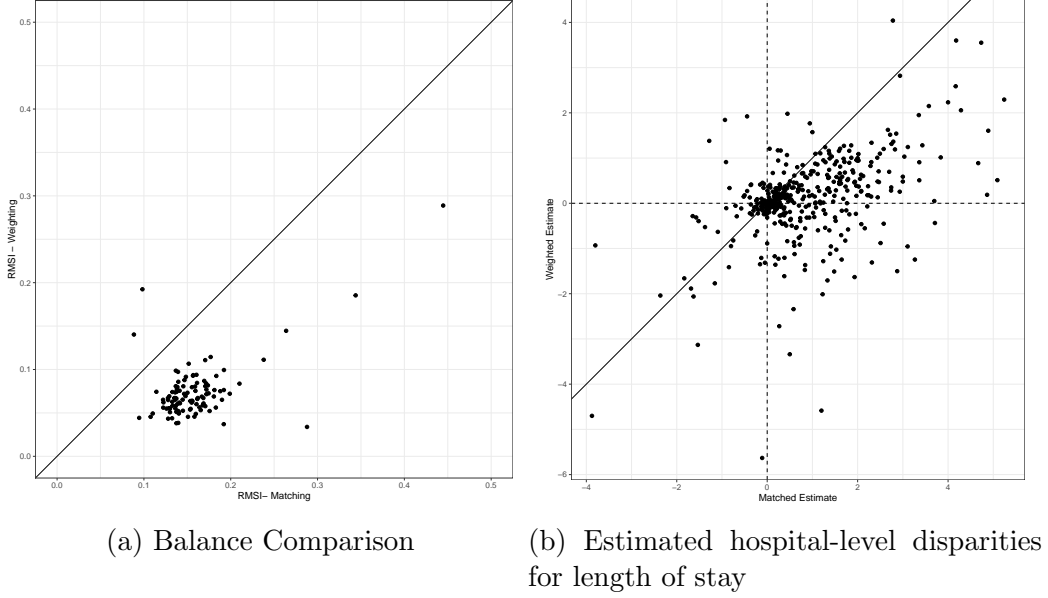 0.5
0.4
0.3
0.2
0.1
0.0
RMSI − Weighting
0.0 0.1 0.2 0.3 0.4 0.5
RMSI− Matching
4
2
0
−2
−4
−6
Weighted Estimate
−4 −2 0 2 4
Matched Estimate
(a) Balance Comparison
(b) Estimated hospital-level disparities
for length of stay